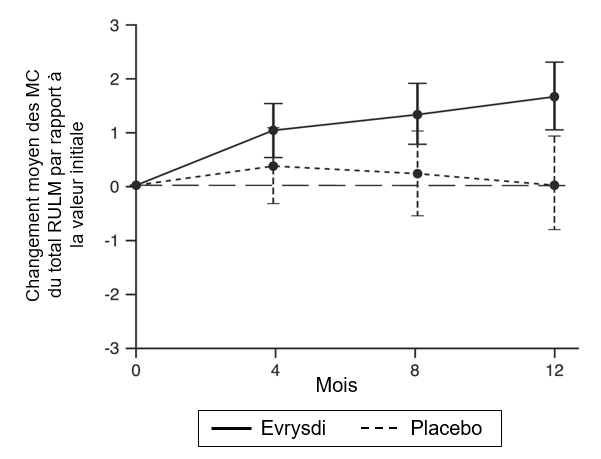 Changement moyen des MC
du total RULM par rapport à
la valeur initiale
3
2
1
0
-1
-2
-3
0 4 8 12
Mois
Evrysdi Placebo